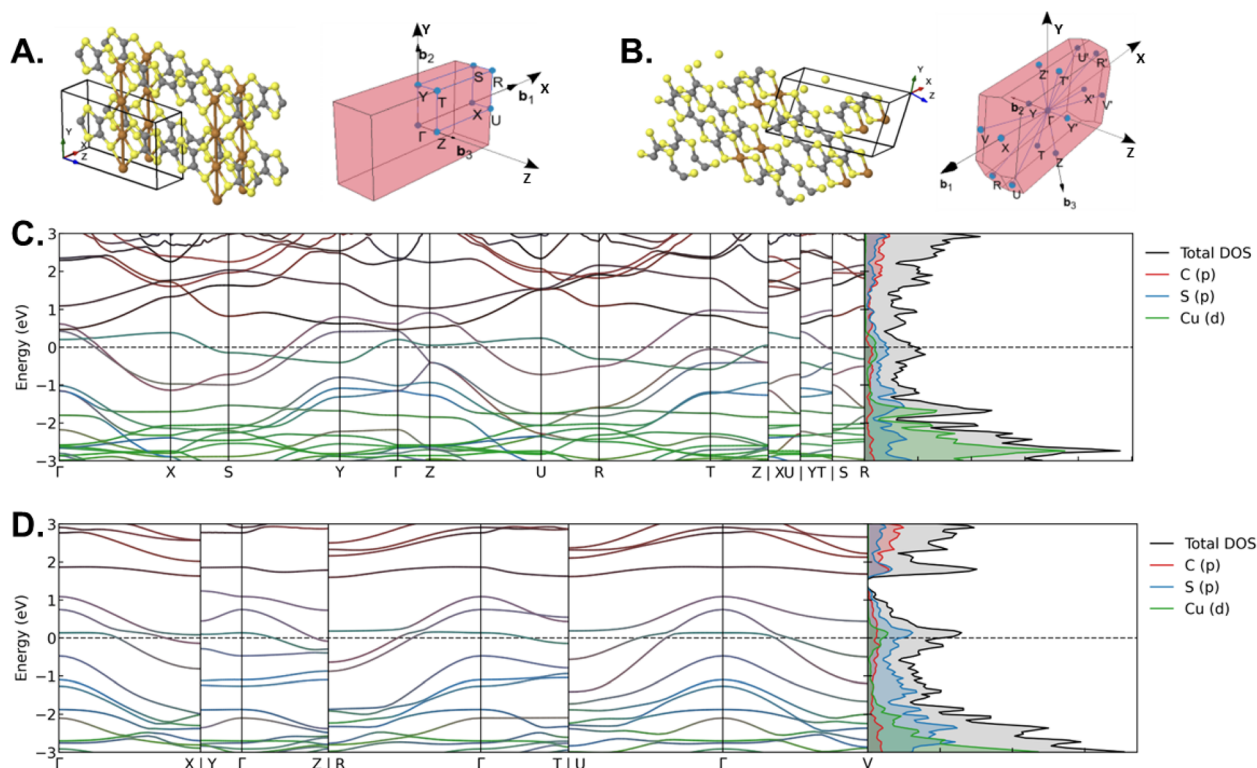 A.
Y
X
Z
Y
b2
S
R
X
b1
Y
T
X
U
Γ
Z
b3
Z
B.
Y
X
Z
Y
X
U'
R'
Z'
T'
X'
V'
b2
Y
Γ
Y'
V
X
Z
T
Z
b1
R
U
b3
C.
3
2
1
0
−1
−2
−3
Energy (eV)
Γ X S Y Γ Z U R T Z | XU | YT | S R
Total DOS
C (p)
S (p)
Cu (d)
D.
3
2
1
0
−1
−2
−3
Energy (eV)
Γ X | Y Γ Z | R Γ T | U Γ V
Total DOS
C (p)
S (p)
Cu (d)